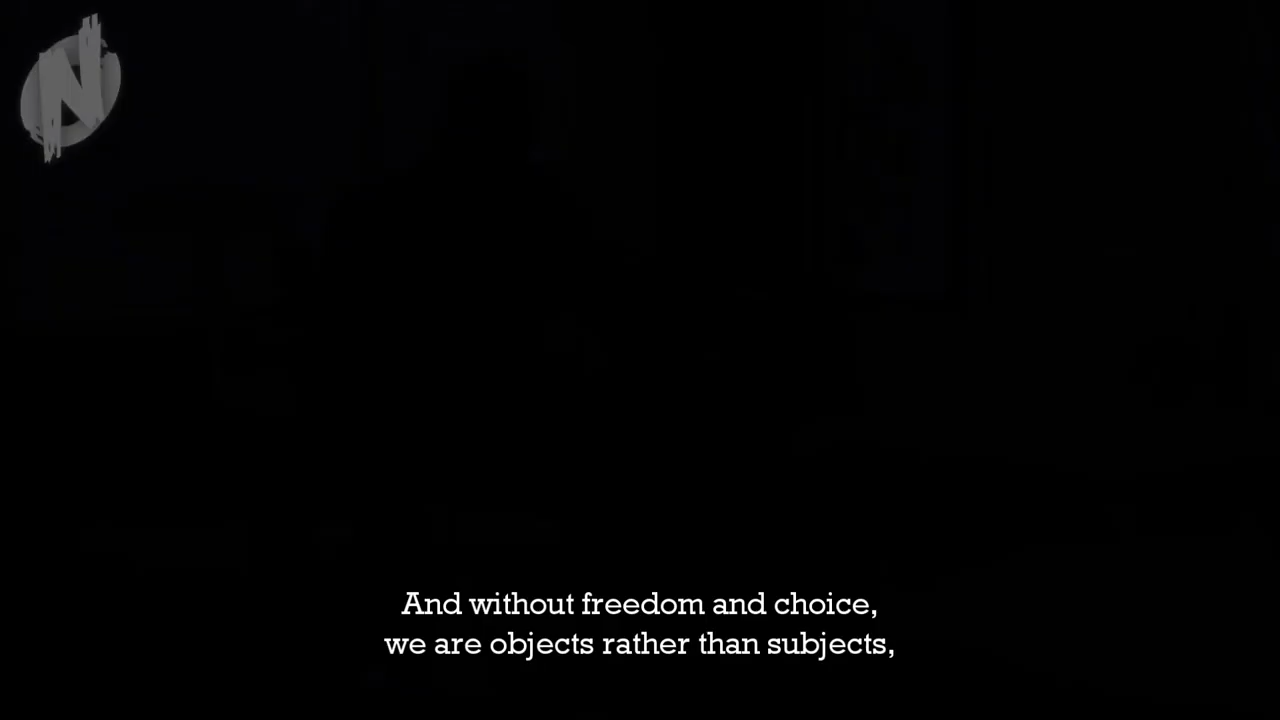 N
And without freedom and choice,
we are objects rather than subjects,